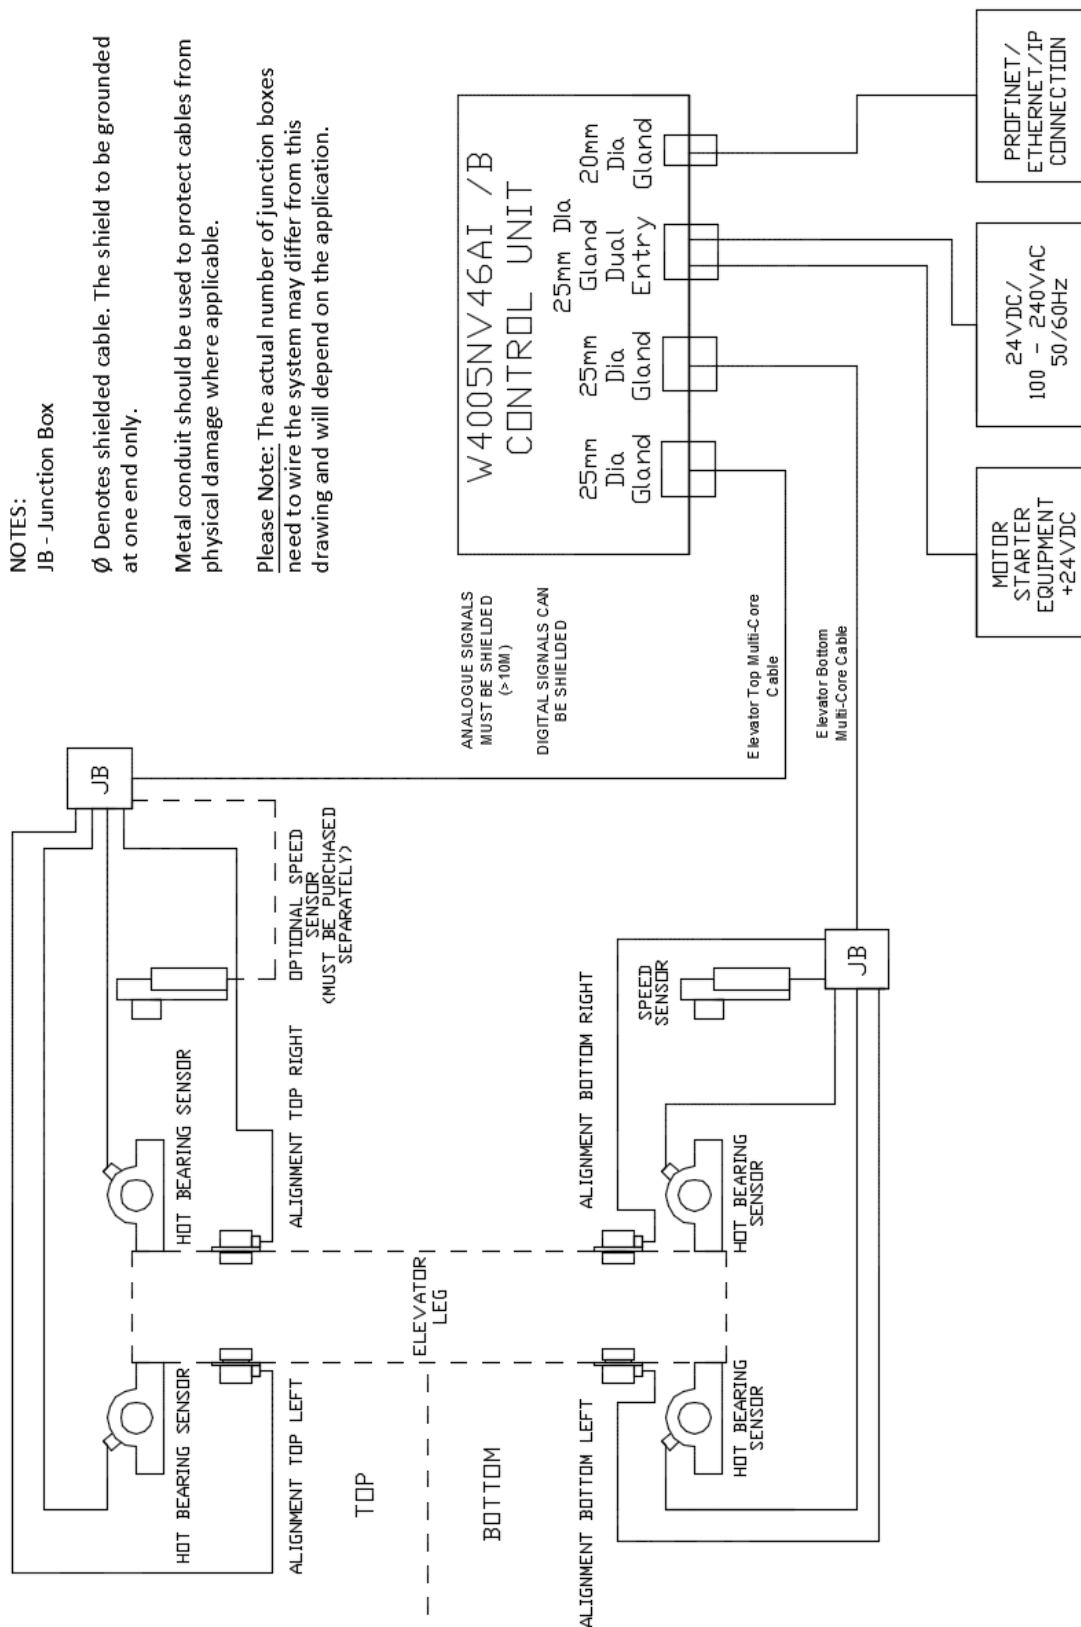 NOTES:
JB - Junction Box
Ø Denotes shielded cable. The shield to be grounded
at one end only.
Metal conduit should be used to protect cables from
physical damage where applicable.
Please Note: The actual number of junction boxes
need to wire the system may differ from this
drawing and will depend on the application.
JB
HOT BEARING SENSOR
HOT BEARING SENSOR
ALIGNMENT TOP LEFT
ALIGNMENT TOP RIGHT
OPTIONAL SPEED
SENSOR
(MUST BE PURCHASED
SEPARATELY)
TOP
ELEVATOR
LEG
BOTTOM
ALIGNMENT BOTTOM LEFT
ALIGNMENT BOTTOM RIGHT
SPEED
SENSOR
HOT BEARING
SENSOR
HOT BEARING
SENSOR
JB
ANALOGUE SIGNALS
MUST BE SHIELDED
(>10M)
DIGITAL SIGNALS CAN
BE SHIELDED
Elevator Top Multi-Core
Cable
Elevator Bottom
Multi-Core Cable
W4005NV46AI /B
CONTROL UNIT
25mm
Dia
Gland
25mm
Dia
Gland
25mm Dia
Gland
Dual
Entry
20mm
Dia
Gland
MOTOR
STARTER
EQUIPMENT
+24VDC
24VDC/
100 - 240VAC
50/60Hz
PROFINET/
ETHERNET/IP
CONNECTION